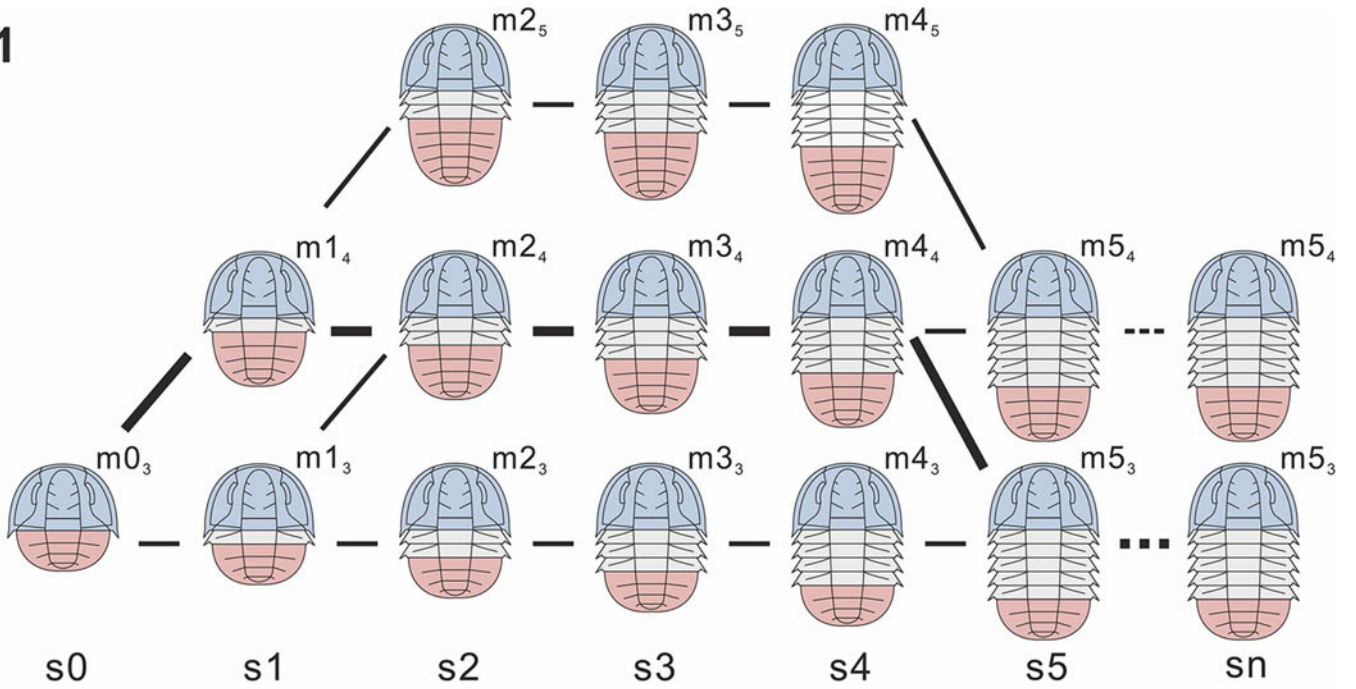 1
m2₅ m3₅ m4₅
m1₄ m2₄ m3₄ m4₄ m5₄ m5₄
m0₃ m1₃ m2₃ m3₃ m4₃ m5₃ m5₃
s0 s1 s2 s3 s4 s5 sn